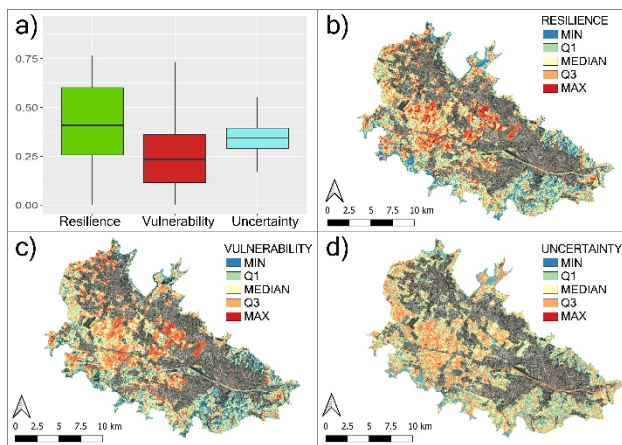 a)
0.75
0.50
0.25
0.00
Resilience Vulnerability Uncertainty
b)
RESILIENCE
MIN
Q1
MEDIAN
Q3
MAX
0 2.5 5 7.5 10 km
c)
VULNERABILITY
MIN
Q1
MEDIAN
Q3
MAX
0 2.5 5 7.5 10 km
d)
UNCERTAINTY
MIN
Q1
MEDIAN
Q3
MAX
0 2.5 5 7.5 10 km